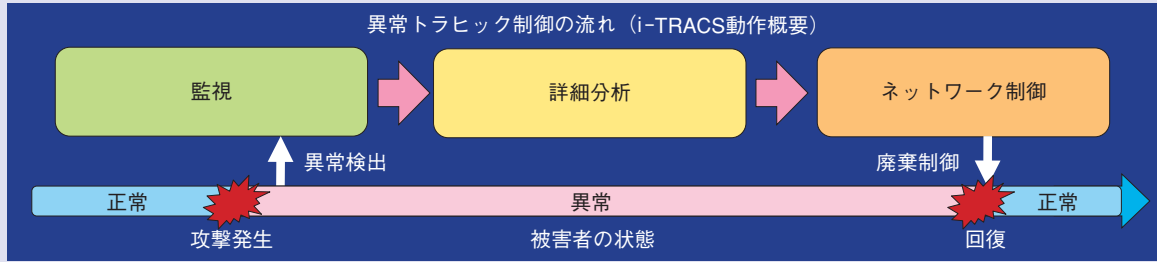 異常トラヒック制御の流れ（i-TRACS動作概要）
監視
詳細分析
ネットワーク制御
異常検出
廃棄制御
正常
異常
正常
攻撃発生
被害者の状態
回復